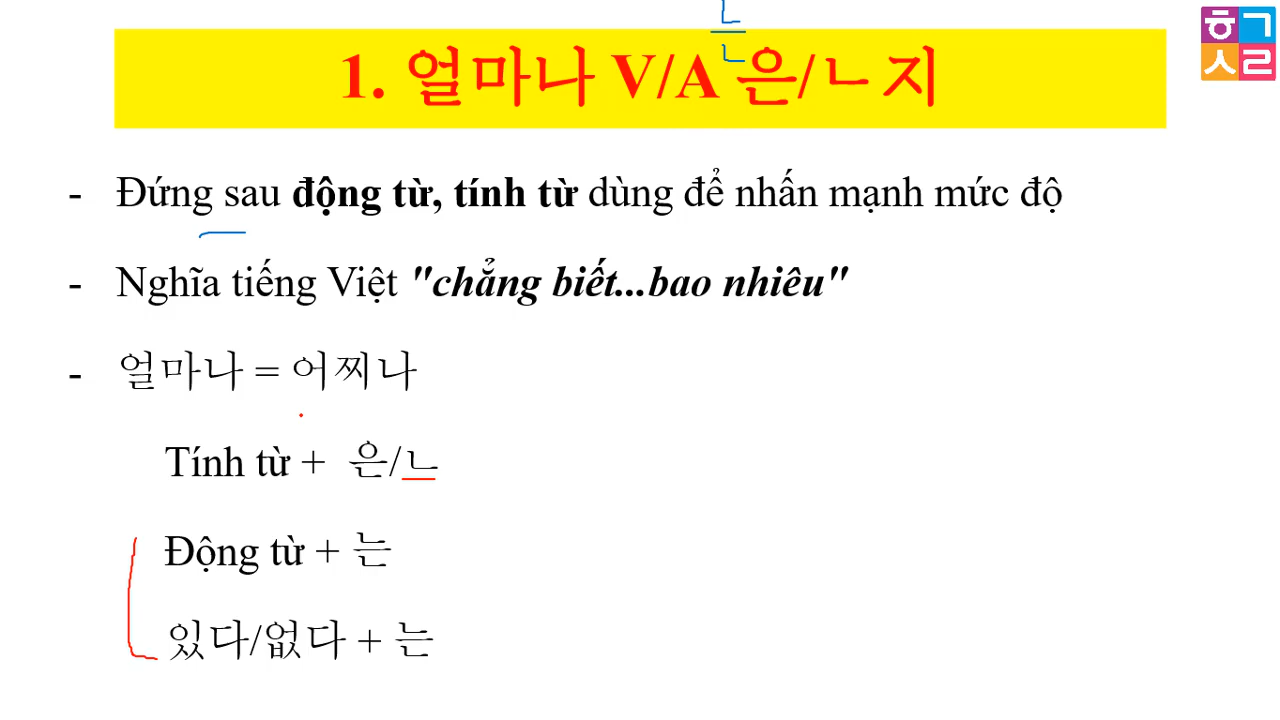 1. 얼마나 V/A 은/ㄴ지
- Đứng sau động từ, tính từ dùng để nhấn mạnh mức độ
- Nghĩa tiếng Việt "chẳng biết...bao nhiêu"
- 얼마나 = 어찌나
Tính từ + 은/ㄴ
Động từ + 는
있다/없다 + 는
ㅎㄱㅅㄹ